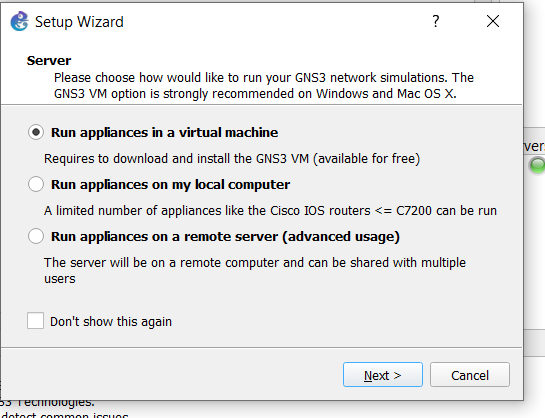 Setup Wizard
?
Server
Please choose how would like to run your GNS3 network simulations. The
GNS3 VM option is strongly recommended on Windows and Mac OS X.
Run appliances in a virtual machine
Requires to download and install the GNS3 VM (available for free)
Run appliances on my local computer
A limited number of appliances like the Cisco IOS routers <= C7200 can be run
Run appliances on a remote server (advanced usage)
The server will be on a remote computer and can be shared with multiple
users
Don't show this again
Next >
Cancel
Technologies.
detect common issues